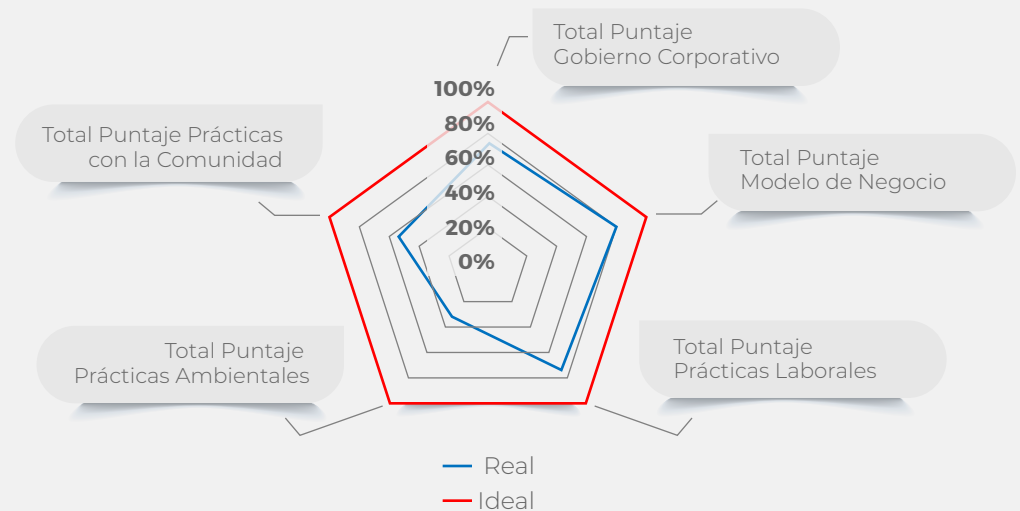 Total Puntaje
Gobierno Corporativo
100%
80%
60%
40%
20%
0%
Total Puntaje Prácticas
con la Comunidad
Total Puntaje
Modelo de Negocio
Total Puntaje
Prácticas Ambientales
Total Puntaje
Prácticas Laborales
Real
Ideal